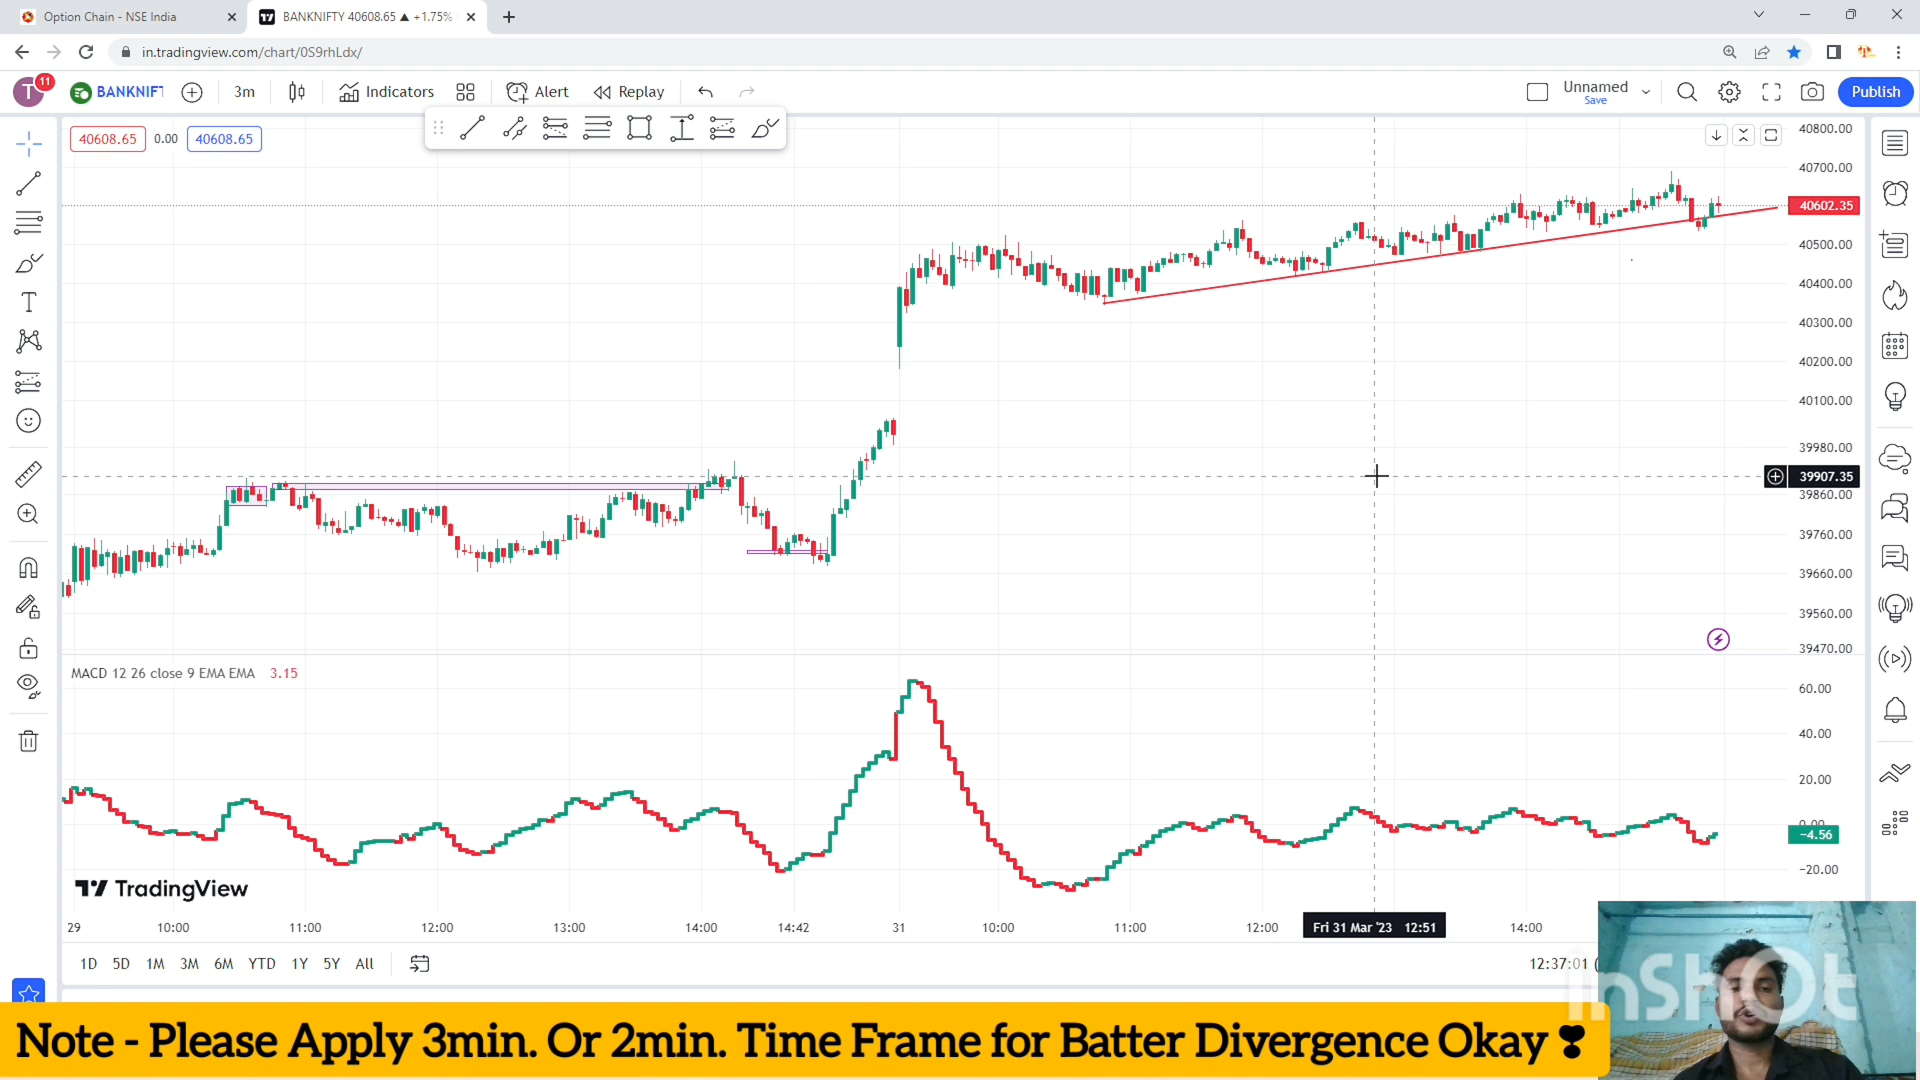 Option Chain - NSE India
BANKNIFTY 40608.65 ▲ +1.75%
in.tradingview.com/chart/0S9rhLdx/
T 11
BANKNIFT
3m
Indicators
Alert
Replay
Unnamed
Save
Publish
40608.65 0.00 40608.65
40800.00
40700.00
40602.35
40500.00
40400.00
40300.00
40200.00
40100.00
39980.00
39907.35
39860.00
39760.00
39660.00
39560.00
39470.00
MACD 12 26 close 9 EMA EMA 3.15
60.00
40.00
20.00
0.00
−4.56
−20.00
TradingView
29 10:00 11:00 12:00 13:00 14:00 14:42 31 10:00 11:00 12:00 Fri 31 Mar '23 12:51 14:00
1D 5D 1M 3M 6M YTD 1Y 5Y All
12:37:01 (
InShOt
Note - Please Apply 3min. Or 2min. Time Frame for Batter Divergence Okay ❣